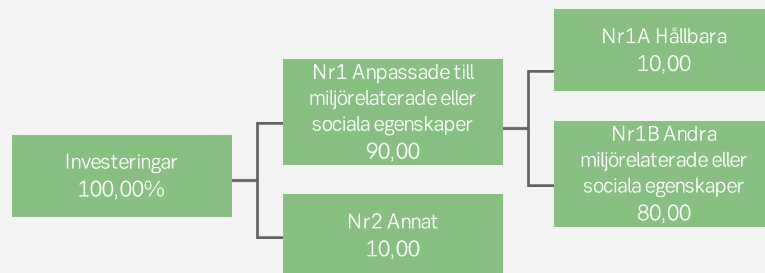 Investeringar
100,00%
Nr1 Anpassade till
miljörelaterade eller
sociala egenskaper
90,00
Nr2 Annat
10,00
Nr1A Hållbara
10,00
Nr1B Andra
miljörelaterade eller
sociala egenskaper
80,00